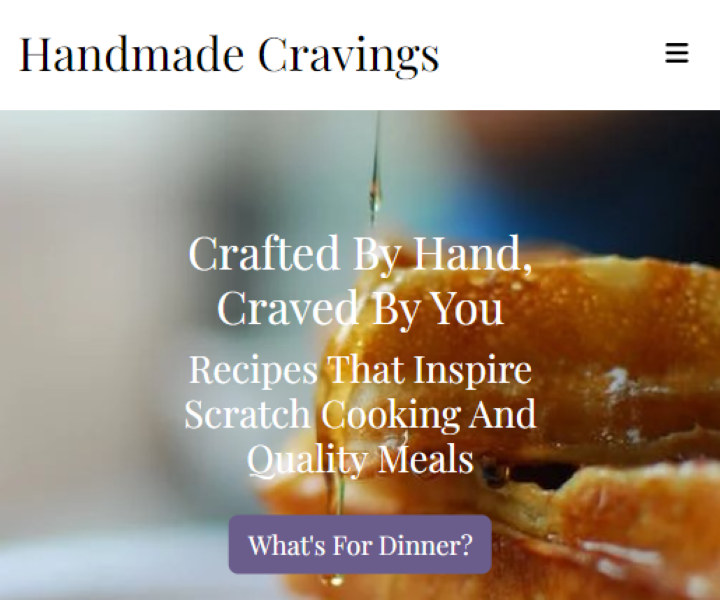 Handmade Cravings
Crafted By Hand,
Craved By You
Recipes That Inspire
Scratch Cooking And
Quality Meals
What's For Dinner?